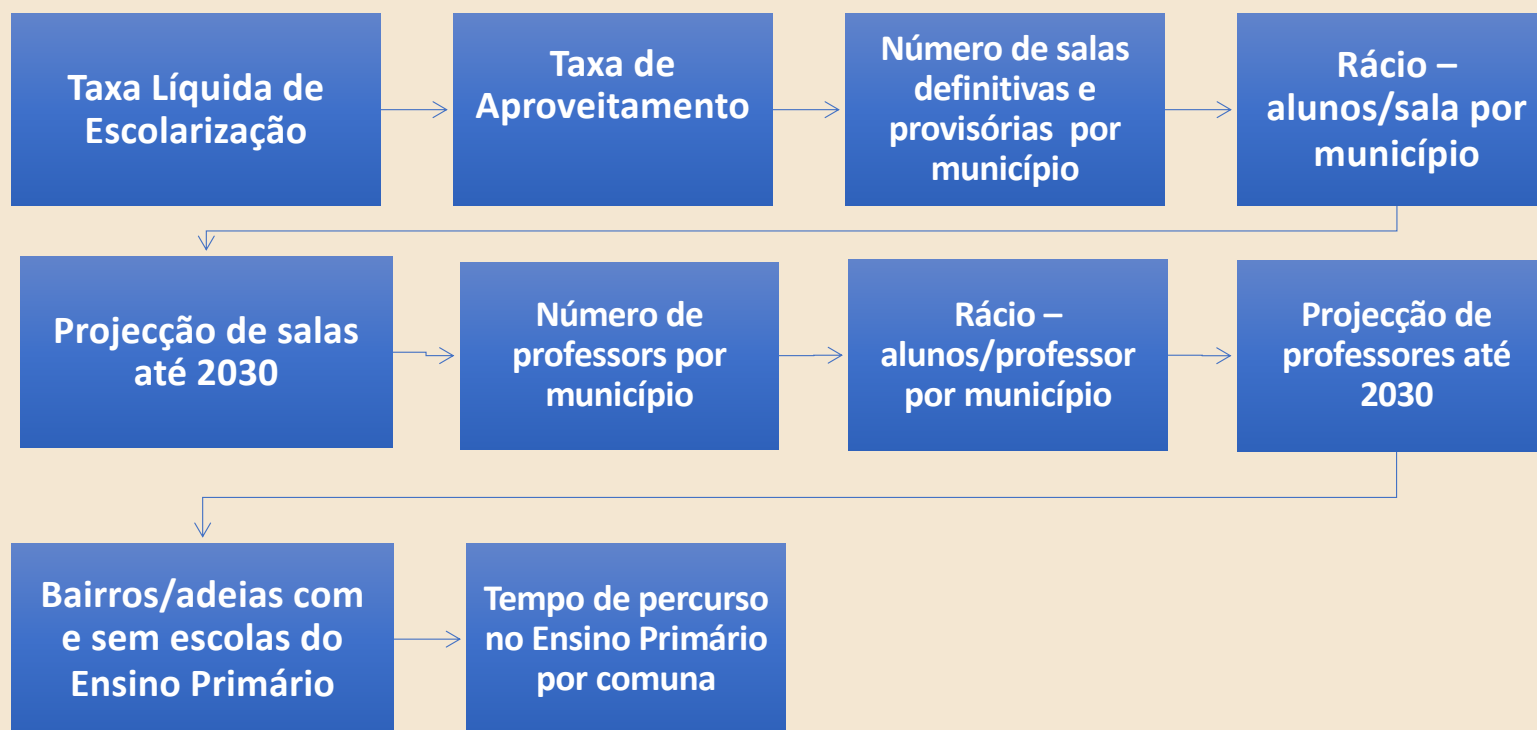 Taxa Líquida de
Escolarização
Taxa de
Aproveitamento
Número de salas
definitivas e
provisórias por
município
Rácio –
alunos/sala por
município
Projecção de salas
até 2030
Número de
professors por
município
Rácio –
alunos/professor
por município
Projecção de
professores até
2030
Bairros/adeias com
e sem escolas do
Ensino Primário
Tempo de percurso
no Ensino Primário
por comuna